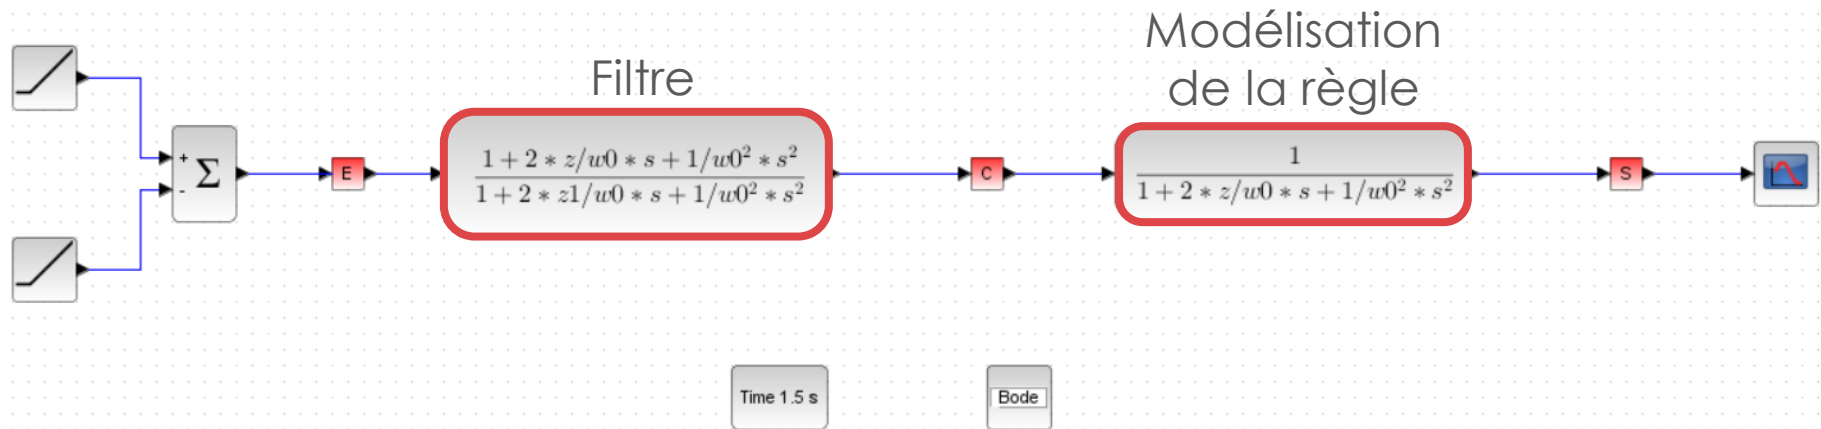 Modélisation
de la règle
Filtre
+
-
Σ
E
1 + 2 * z/w0 * s + 1/w0² * s²
1 + 2 * z1/w0 * s + 1/w0² * s²
C
1
1 + 2 * z/w0 * s + 1/w0² * s²
S
Time 1.5 s
Bode